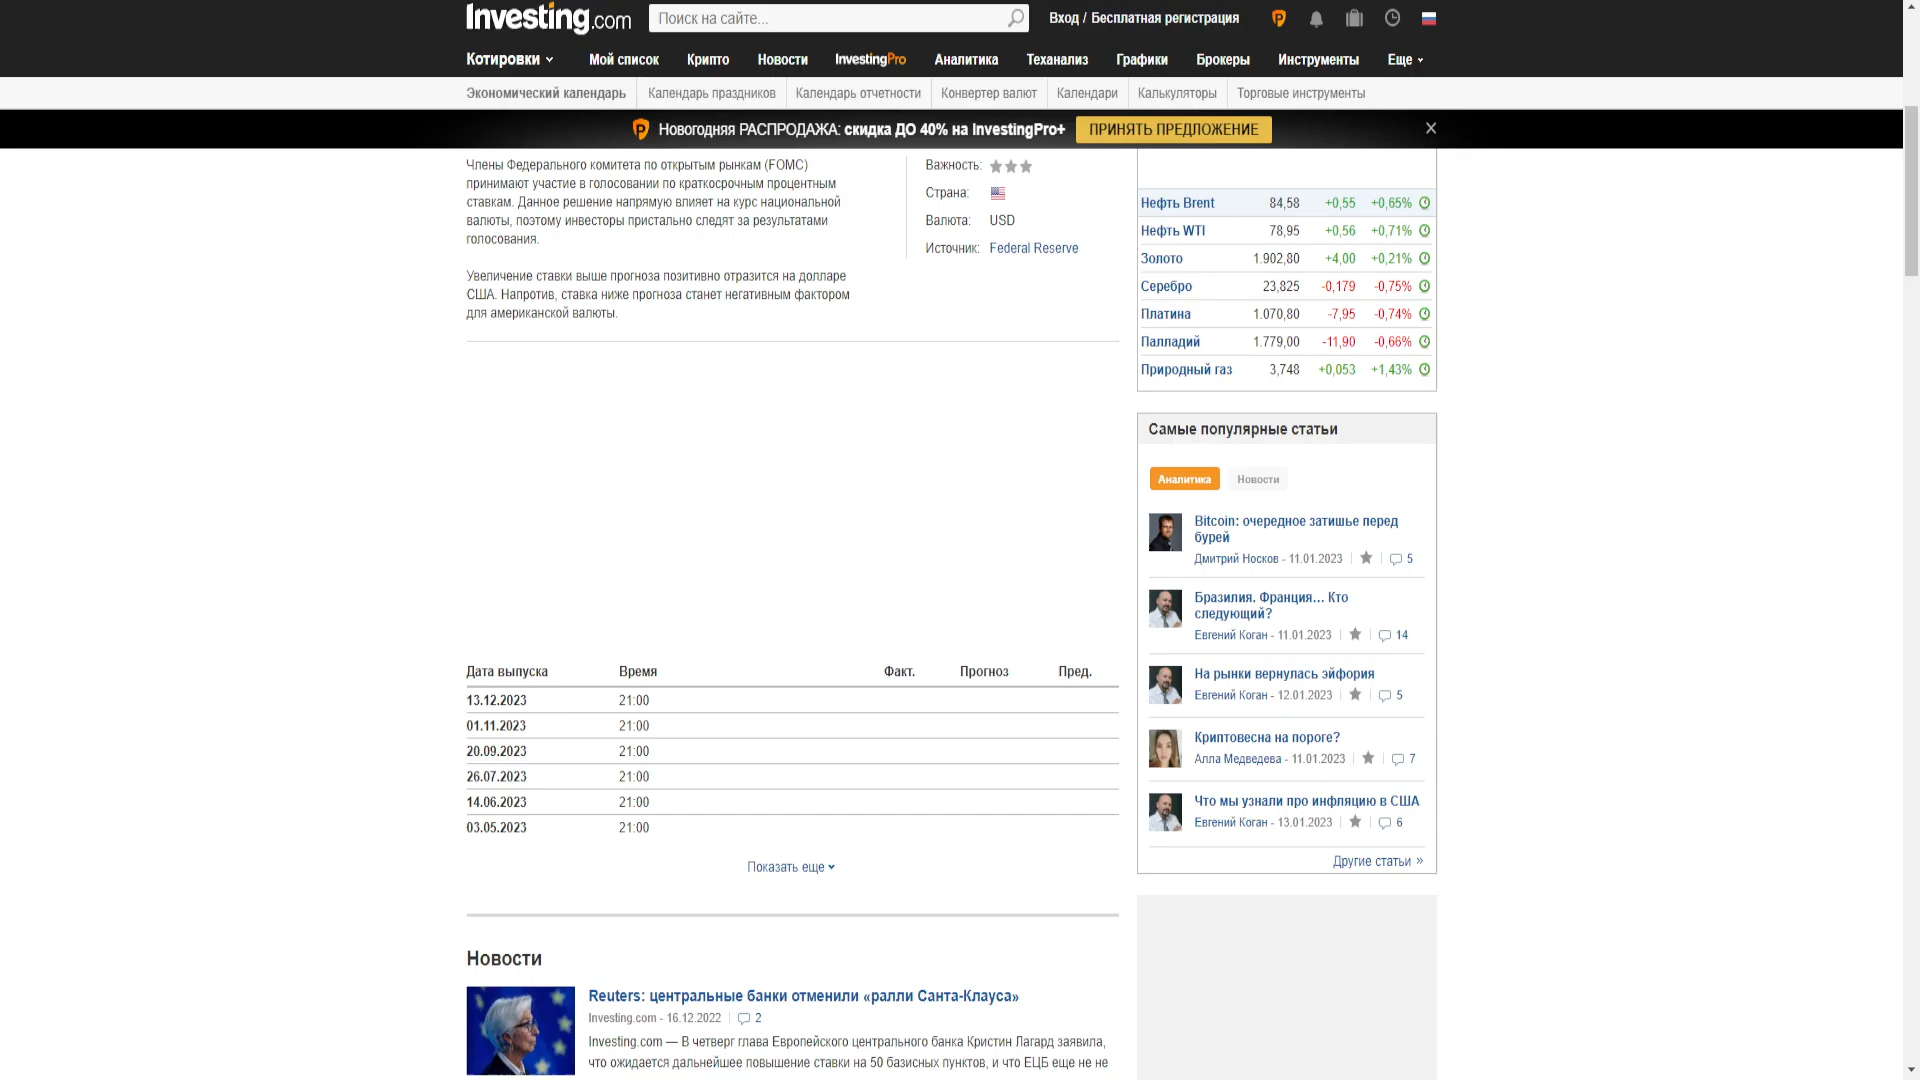 Investing.com
Поиск на сайте...
Вход / Бесплатная регистрация
Котировки
Мой список
Крипто
Новости
InvestingPro
Аналитика
Теханализ
Графики
Брокеры
Инструменты
Еще
Экономический календарь
Календарь праздников
Календарь отчетности
Конвертер валют
Календари
Калькуляторы
Торговые инструменты
Новогодняя РАСПРОДАЖА: скидка ДО 40% на InvestingPro+
ПРИНЯТЬ ПРЕДЛОЖЕНИЕ
Члены Федерального комитета по открытым рынкам (FOMC)
принимают участие в голосовании по краткосрочным процентным
ставкам. Данное решение напрямую влияет на курс национальной
валюты, поэтому инвесторы пристально следят за результатами
голосования.
Увеличение ставки выше прогноза позитивно отразится на долларе
США. Напротив, ставка ниже прогноза станет негативным фактором
для американской валюты.
Важность:
Страна:
Валюта: USD
Источник: Federal Reserve
Нефть Brent 84,58 +0,55 +0,65%
Нефть WTI 78,95 +0,56 +0,71%
Золото 1.902,80 +4,00 +0,21%
Серебро 23,825 -0,179 -0,75%
Платина 1.070,80 -7,95 -0,74%
Палладий 1.779,00 -11,90 -0,66%
Природный газ 3,748 +0,053 +1,43%
Самые популярные статьи
Аналитика Новости
Bitcoin: очередное затишье перед
бурей
Дмитрий Носков - 11.01.2023 5
Бразилия. Франция... Кто
следующий?
Евгений Коган - 11.01.2023 14
На рынки вернулась эйфория
Евгений Коган - 12.01.2023 5
Криптовесна на пороге?
Алла Медведева - 11.01.2023 7
Что мы узнали про инфляцию в США
Евгений Коган - 13.01.2023 6
Другие статьи »
Дата выпуска Время Факт. Прогноз Пред.
13.12.2023 21:00
01.11.2023 21:00
20.09.2023 21:00
26.07.2023 21:00
14.06.2023 21:00
03.05.2023 21:00
Показать еще
Новости
Reuters: центральные банки отменили «ралли Санта-Клауса»
Investing.com - 16.12.2022 2
Investing.com — В четверг глава Европейского центрального банка Кристин Лагард заявила,
что ожидается дальнейшее повышение ставки на 50 базисных пунктов, и что ЕЦБ еще не не